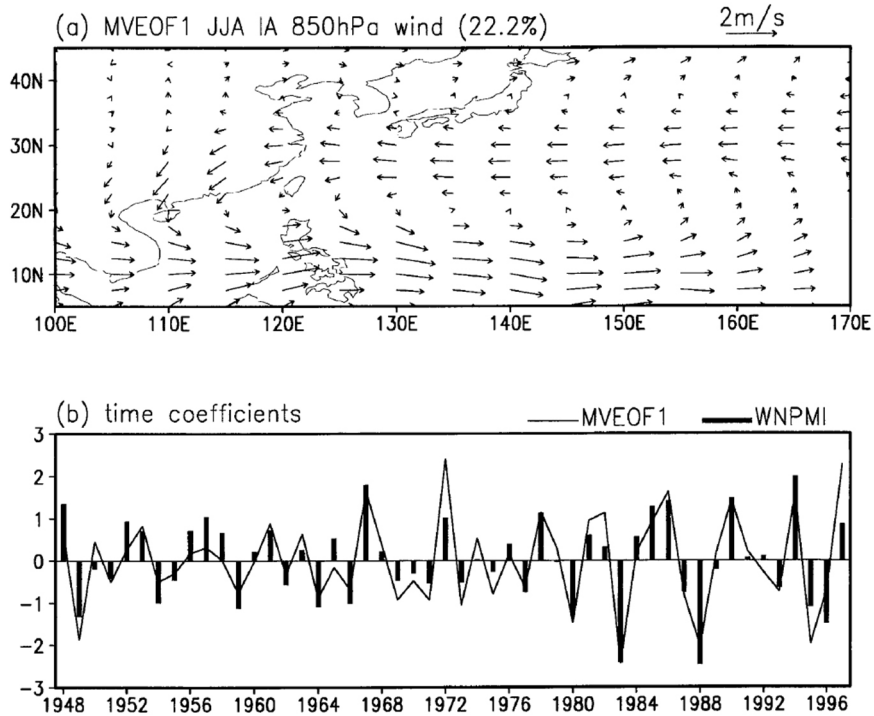 (a) MVEOF1 JJA IA 850hPa wind (22.2%)
2m/s
40N
30N
20N
10N
100E 110E 120E 130E 140E 150E 160E 170E
(b) time coefficients
MVEOF1 WNPMI
3
2
1
0
-1
-2
-3
1948 1952 1956 1960 1964 1968 1972 1976 1980 1984 1988 1992 1996